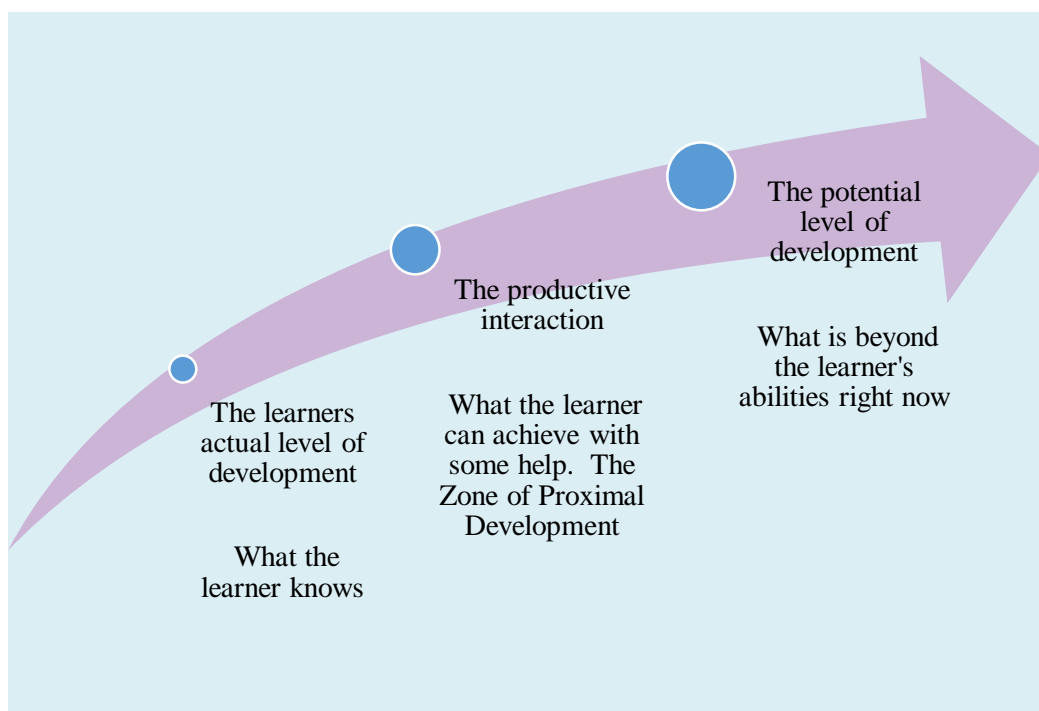 The learners
actual level of
development
What the
learner knows
The productive
interaction
What the learner
can achieve with
some help.  The
Zone of Proximal
Development
The potential
level of
development
What is beyond
the learner's
abilities right now